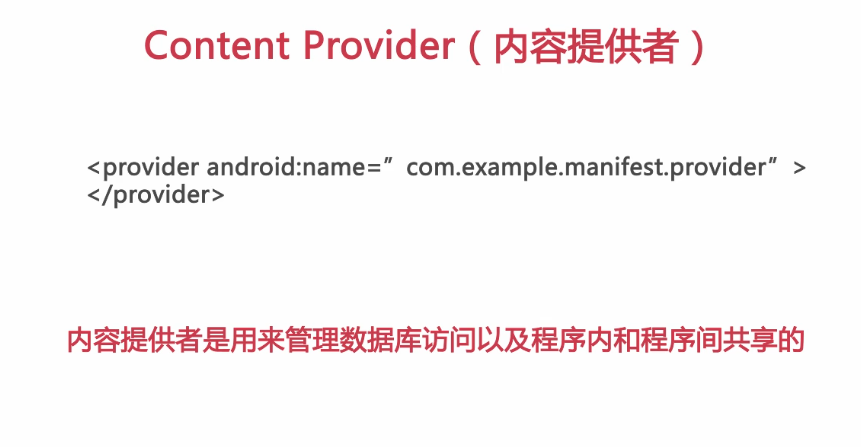 Content Provider（内容提供者）
<provider android:name=”com.example.manifest.provider” >
</provider>
内容提供者是用来管理数据库访问以及程序内和程序间共享的